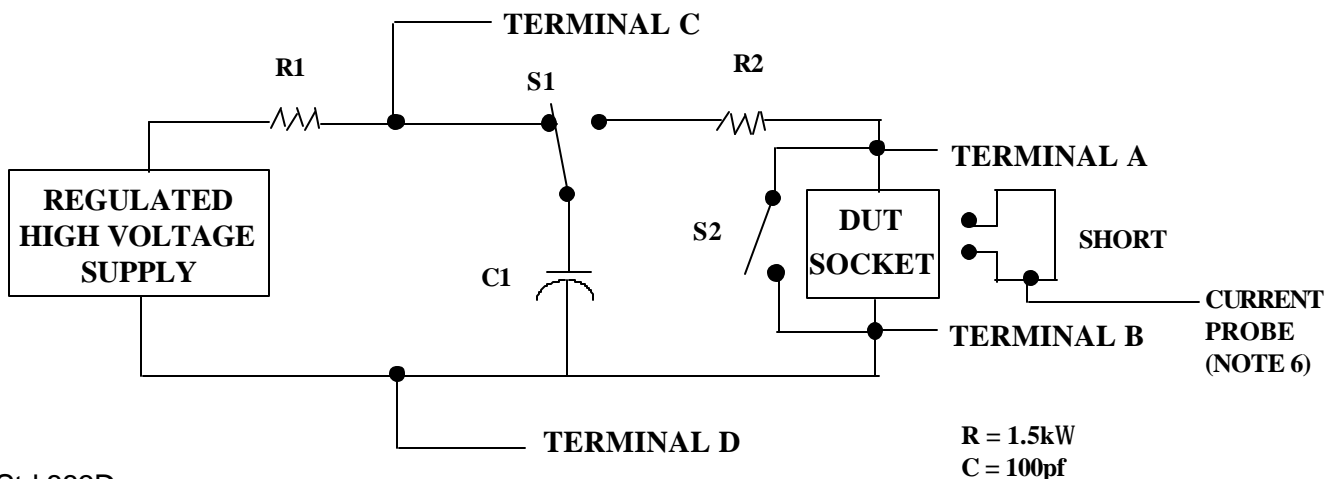 TERMINAL C
R1
S1
R2
TERMINAL A
REGULATED
HIGH VOLTAGE
SUPPLY
S2
DUT
SOCKET
SHORT
C1
CURRENT
PROBE
(NOTE 6)
TERMINAL B
TERMINAL D
R = 1.5kW
C = 100pf